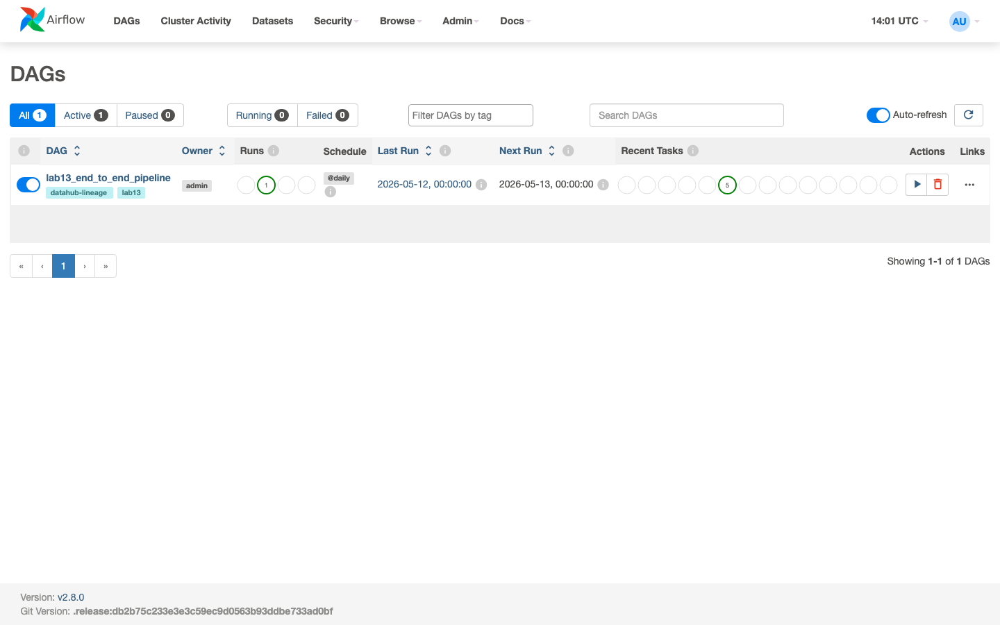 Airflow DAGs Cluster Activity Datasets Security Browse Admin Docs 14:01 UTC AU
DAGs
All 1 Active 1 Paused 0 Running 0 Failed 0 Filter DAGs by tag Search DAGs Auto-refresh
DAG Owner Runs Schedule Last Run Next Run Recent Tasks Actions Links
lab13_end_to_end_pipeline admin 1 @daily 2026-05-12, 00:00:00 2026-05-13, 00:00:00 5
datahub-lineage lab13
« ‹ 1 › » Showing 1-1 of 1 DAGs
Version: v2.8.0
Git Version: .release:db2b75c233e3e3c59ec9d0563b93ddbe733ad0bf